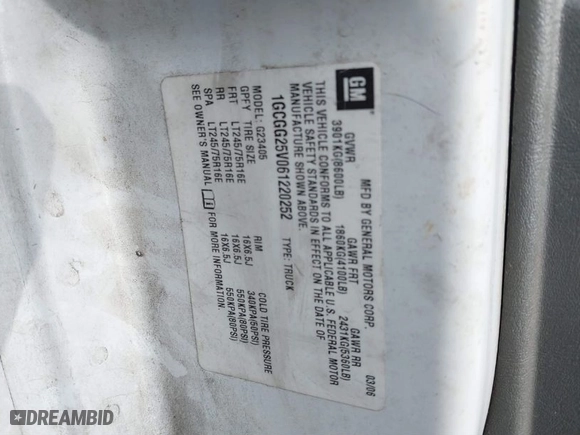 GM
MFD BY GENERAL MOTORS CORP. 03/06
GVWR GAWR FRT GAWR RR
3901KG(8600LB) 1860KG(4100LB) 2431KG(5360LB)
THIS VEHICLE CONFORMS TO ALL APPLICABLE U.S. FEDERAL MOTOR
VEHICLE SAFETY STANDARDS IN EFFECT ON THE DATE OF
MANUFACTURE SHOWN ABOVE.
1GCGG25V061220252 TYPE: TRUCK
MODEL: G23405
GPFY TIRE SIZE RIM COLD TIRE PRESSURE
FRT LT245/75R16E 16X6.5J 340KPA(50PSI)
RR LT245/75R16E 16X6.5J 550KPA(80PSI)
SPA LT245/75R16E 16X6.5J 550KPA(80PSI)
SEE OWNER'S MANUAL FOR MORE INFORMATION.
DREAMBID